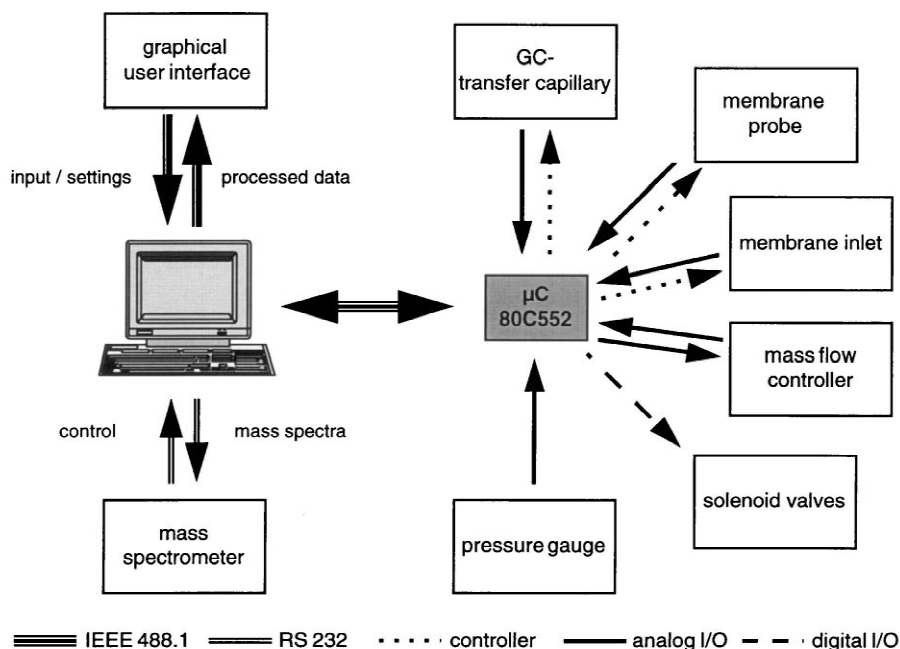 graphical
user interface
GC-
transfer capillary
membrane
probe
input / settings
processed data
membrane inlet
µC
80C552
mass flow
controller
control
mass spectra
solenoid valves
mass
spectrometer
pressure gauge
IEEE 488.1
RS 232
controller
analog I/O
digital I/O